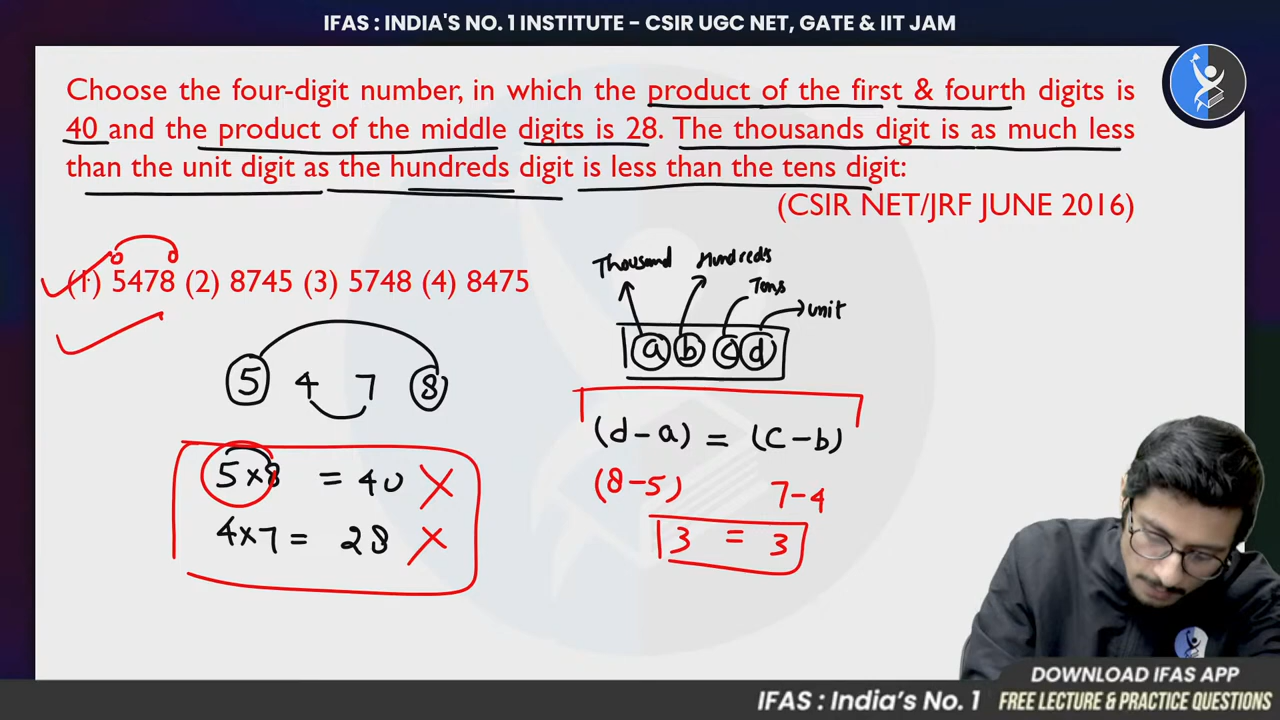 IFAS : INDIA'S NO. 1 INSTITUTE - CSIR UGC NET, GATE & IIT JAM
Choose the four-digit number, in which the product of the first & fourth digits is
40 and the product of the middle digits is 28. The thousands digit is as much less
than the unit digit as the hundreds digit is less than the tens digit:
(CSIR NET/JRF JUNE 2016)
(1) 5478 (2) 8745 (3) 5748 (4) 8475
Thousand Hundreds
Tens
unit
a b c d
5 4 7 8
(d-a) = (c-b)
5×8 = 40 ×
(8-5) 7-4
4×7 = 28 ×
3 = 3
DOWNLOAD IFAS APP
IFAS : India's No. 1 FREE LECTURE & PRACTICE QUESTIONS